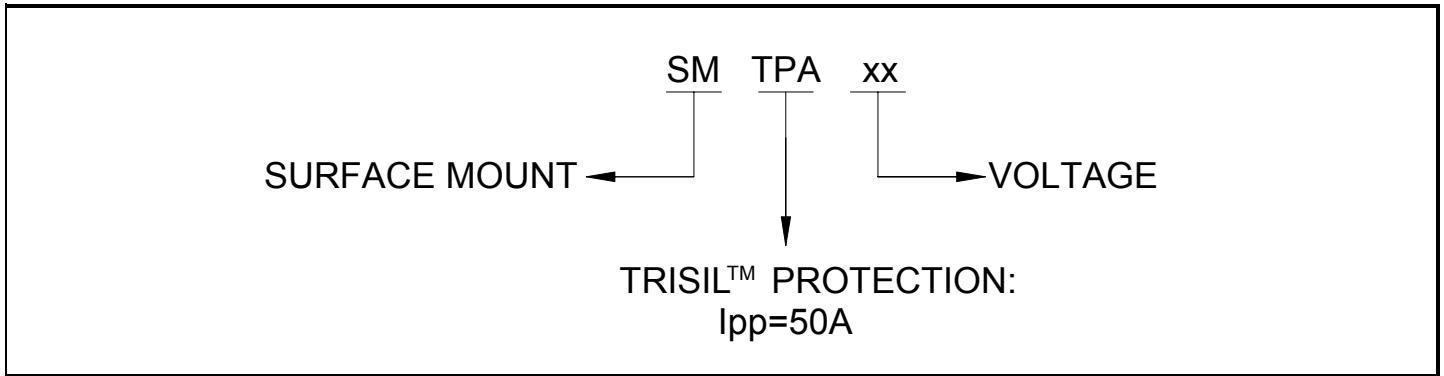 SM TPA xx
SURFACE MOUNT
VOLTAGE
TRISIL™ PROTECTION:
Ipp=50A